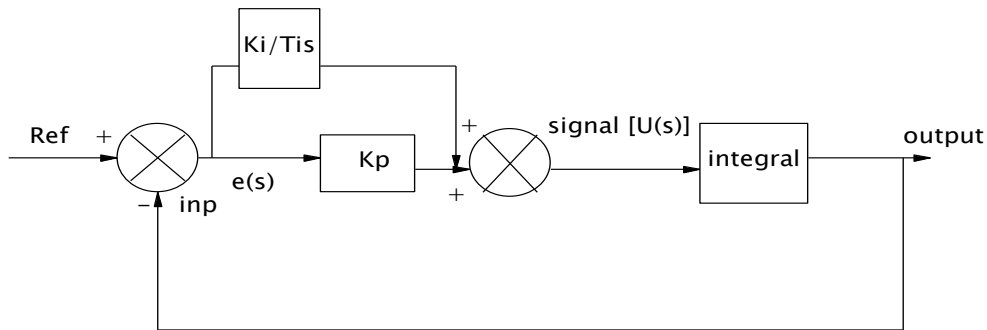 Ki/Tis
Ref
+
+
signal [U(s)]
output
Kp
integral
e(s)
+
−
inp